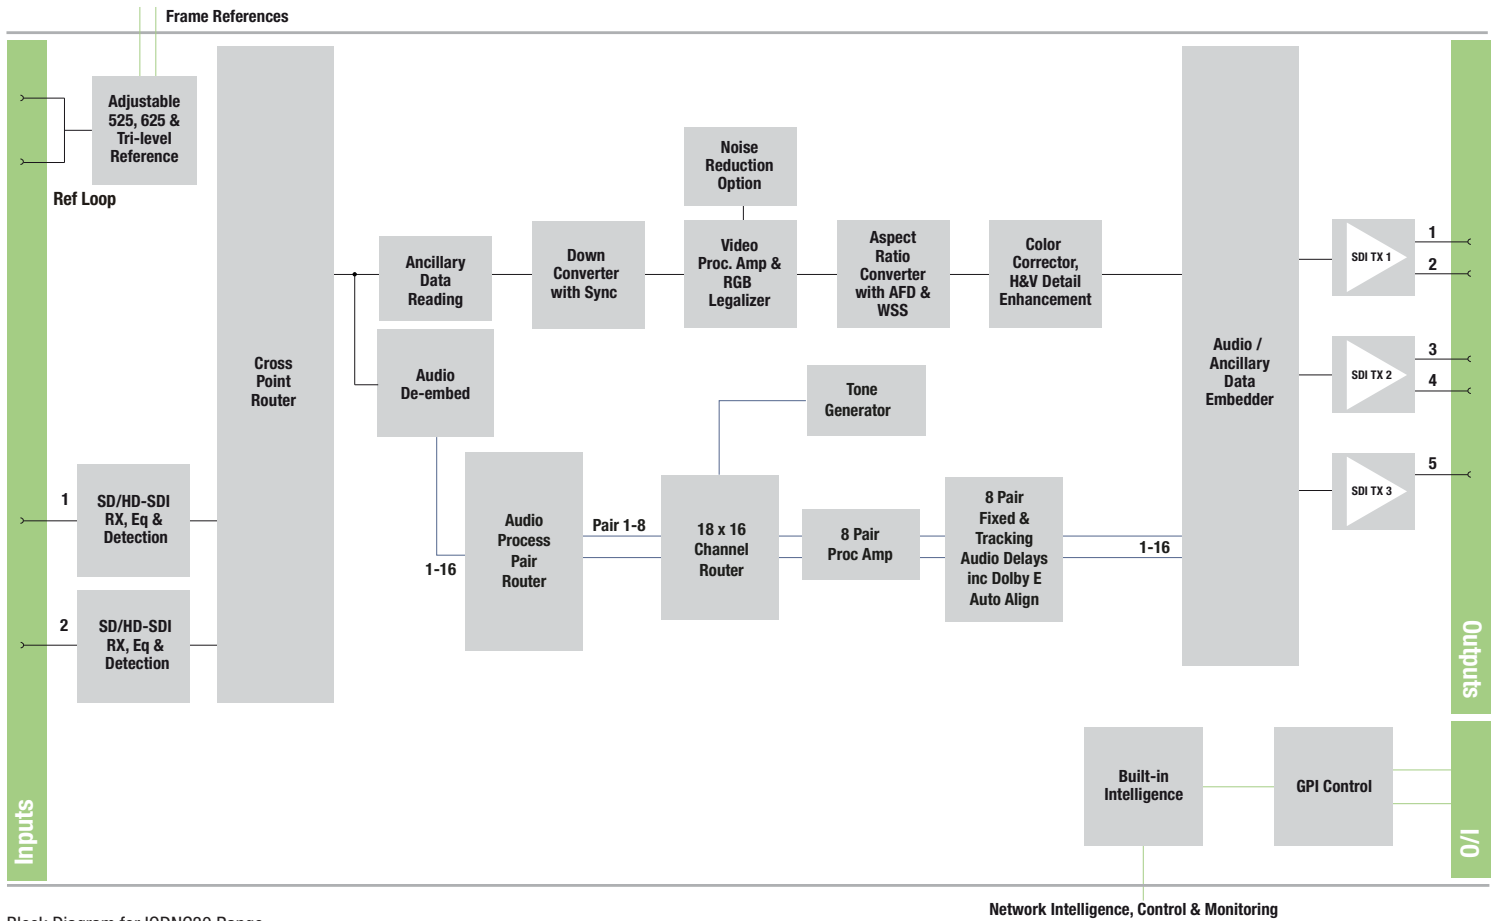 Frame References
Adjustable
525, 625 &
Tri-level
Reference
Ref Loop
Noise
Reduction
Option
Ancillary
Data
Reading
Down
Converter
with Sync
Video
Proc. Amp &
RGB
Legalizer
Aspect
Ratio
Converter
with AFD &
WSS
Color
Corrector,
H&V Detail
Enhancement
SDI TX 1
1
2
Cross
Point
Router
Audio
De-embed
Tone
Generator
Audio /
Ancillary
Data
Embedder
SDI TX 2
3
4
1
SD/HD-SDI
RX, Eq &
Detection
1-16
Audio
Process
Pair
Router
Pair 1-8
18 x 16
Channel
Router
8 Pair
Proc Amp
8 Pair
Fixed &
Tracking
Audio Delays
inc Dolby E
Auto Align
1-16
SDI TX 3
5
2
SD/HD-SDI
RX, Eq &
Detection
Outputs
Inputs
Built-in
Intelligence
GPI Control
I/O
Network Intelligence, Control & Monitoring